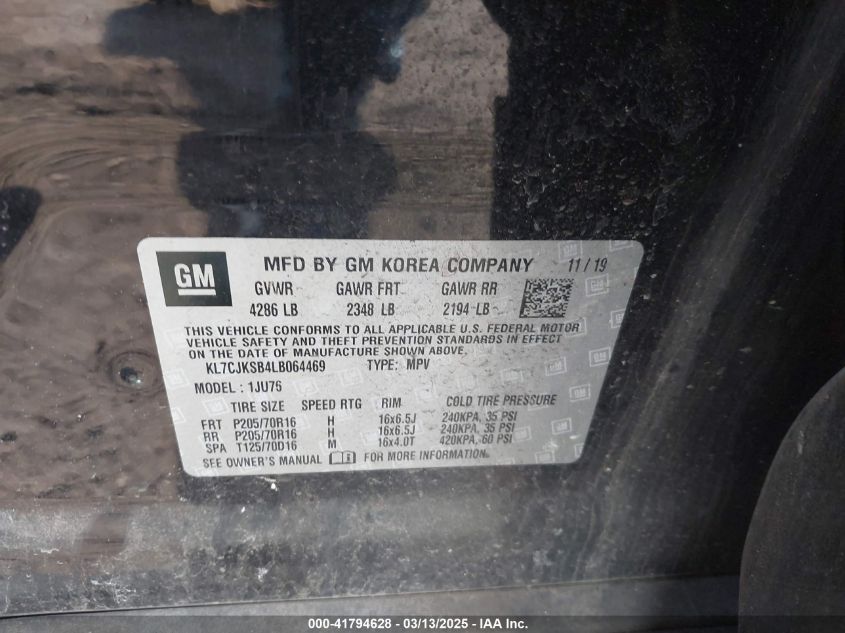 GM
MFD BY GM KOREA COMPANY 11/19
GVWR GAWR FRT GAWR RR
4286 LB 2348 LB 2194 LB
THIS VEHICLE CONFORMS TO ALL APPLICABLE U.S. FEDERAL MOTOR
VEHICLE SAFETY AND THEFT PREVENTION STANDARDS IN EFFECT
ON THE DATE OF MANUFACTURE SHOWN ABOVE.
KL7CJKSB4LB064469 TYPE: MPV
MODEL: 1JU76
TIRE SIZE SPEED RTG RIM COLD TIRE PRESSURE
FRT P205/70R16 H 16x6.5J 240KPA, 35 PSI
RR P205/70R16 H 16x6.5J 240KPA, 35 PSI
SPA T125/70D16 M 16x4.0T 420KPA, 60 PSI
SEE OWNER'S MANUAL FOR MORE INFORMATION.
000-41794628 - 03/13/2025 - IAA Inc.